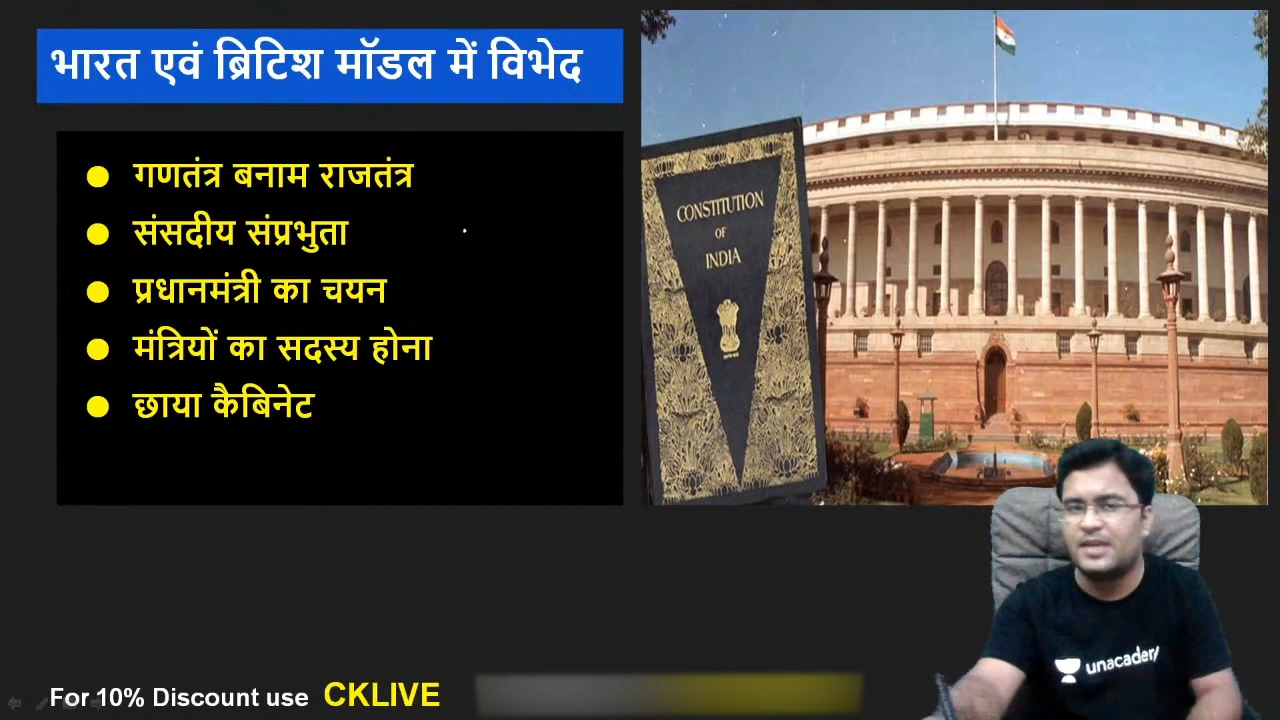 भारत एवं ब्रिटिश मॉडल में विभेद
गणतंत्र बनाम राजतंत्र
संसदीय संप्रभुता
प्रधानमंत्री का चयन
मंत्रियों का सदस्य होना
छाया कैबिनेट
CONSTITUTION
OF
INDIA
unacademy
For 10% Discount use CKLIVE